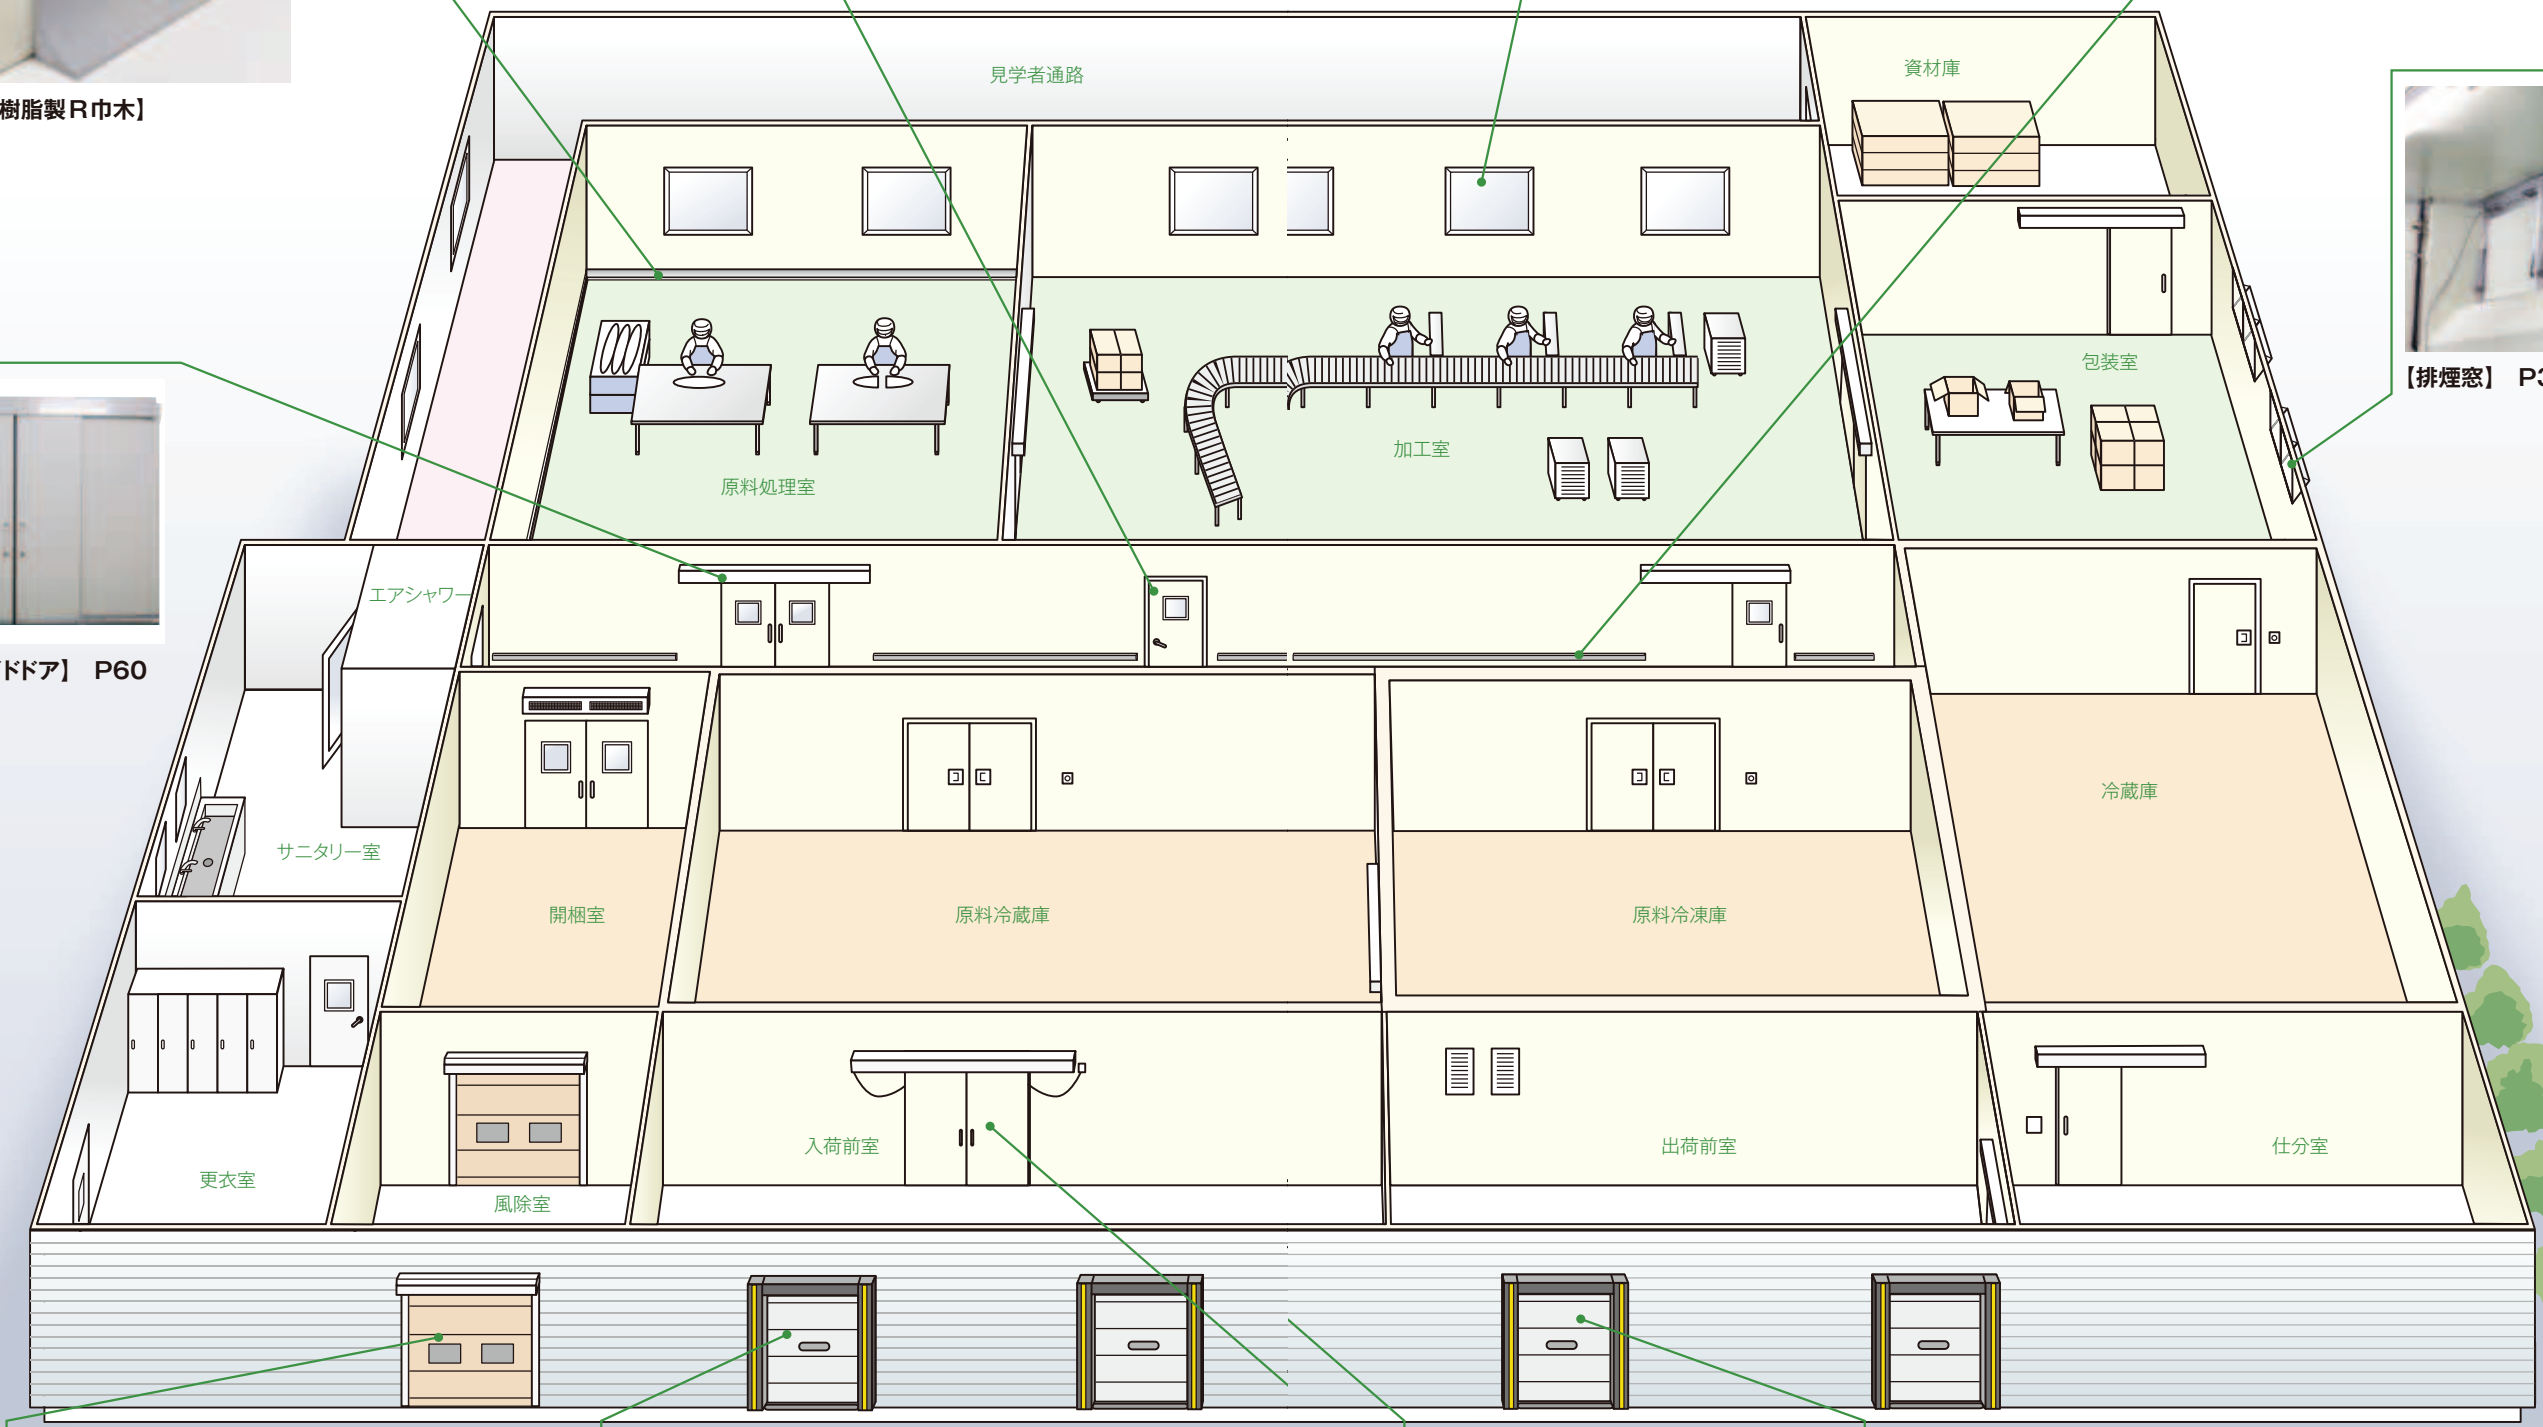 見学者通路
資材庫
樹脂製R巾木】
包装室
【排煙窓】 P3
加工室
原料処理室
エアシャワー
ドドア】 P60
冷蔵庫
サニタリー室
開梱室
原料冷蔵庫
原料冷凍庫
入荷前室
出荷前室
仕分室
更衣室
風除室